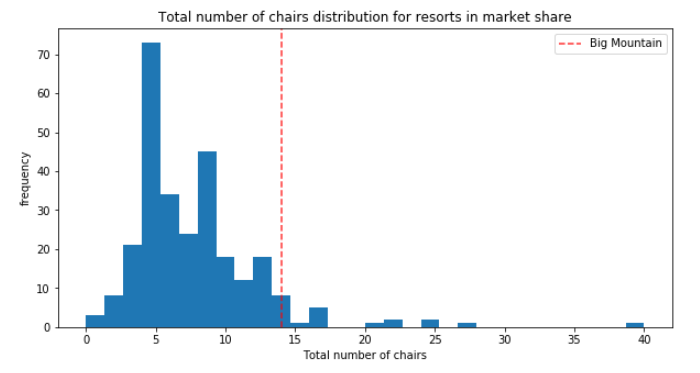 Total number of chairs distribution for resorts in market share
Big Mountain
frequency
70
60
50
40
30
20
10
0
0 5 10 15 20 25 30 35 40
Total number of chairs